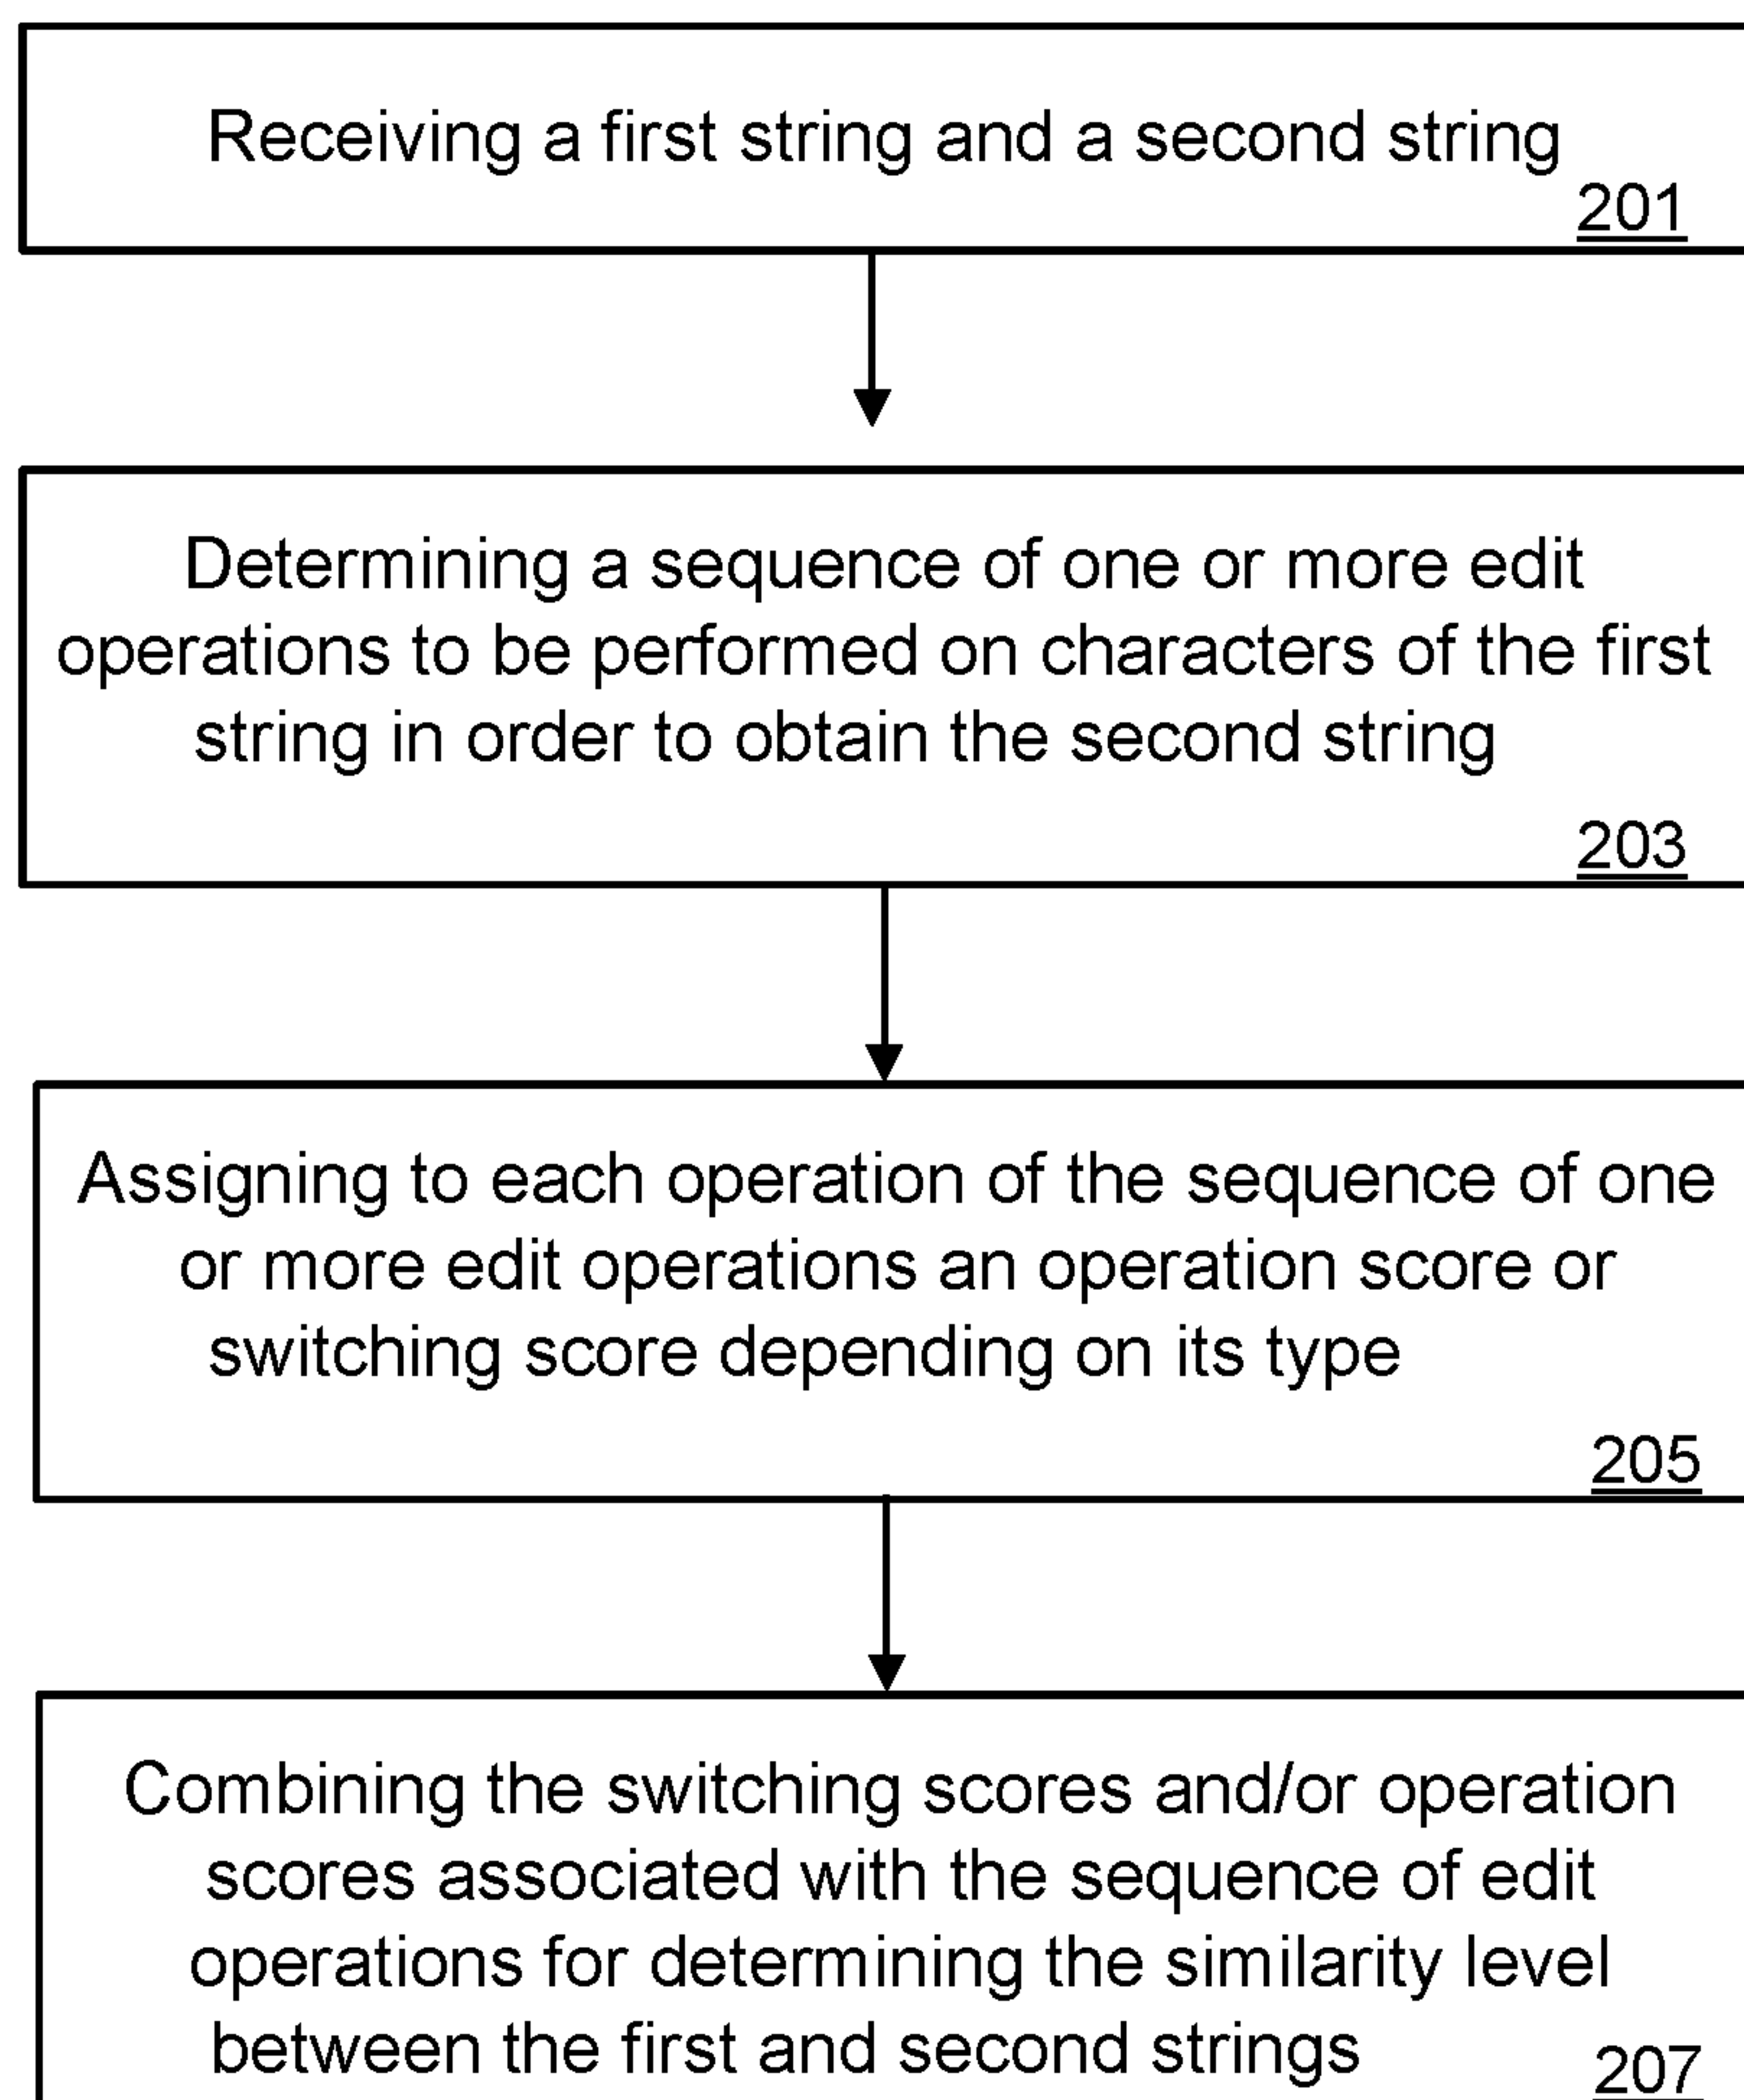 Receiving a first string and a second string
201
Determining a sequence of one or more edit
operations to be performed on characters of the first
string in order to obtain the second string
203
Assigning to each operation of the sequence of one
or more edit operations an operation score or
switching score depending on its type
205
Combining the switching scores and/or operation
scores associated with the sequence of edit
operations for determining the similarity level
between the first and second strings
207